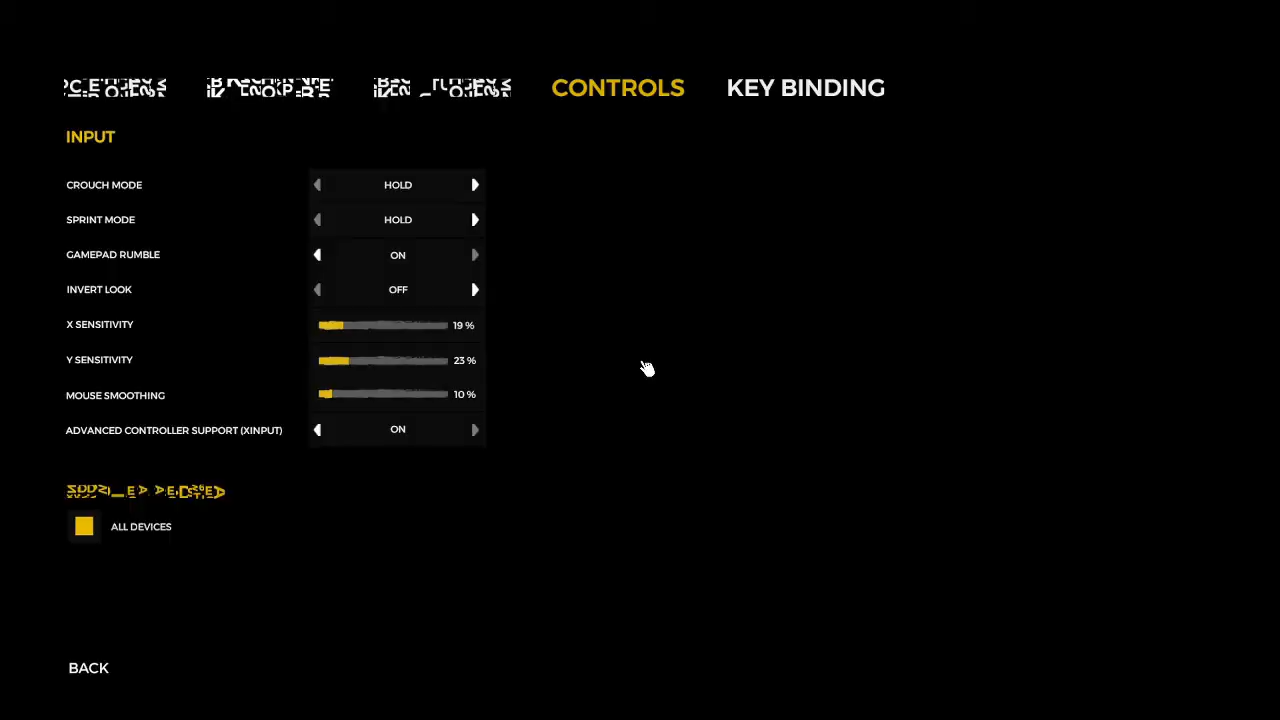 CONTROLS KEY BINDING
INPUT
CROUCH MODE HOLD
SPRINT MODE HOLD
GAMEPAD RUMBLE ON
INVERT LOOK OFF
X SENSITIVITY 19 %
Y SENSITIVITY 23 %
MOUSE SMOOTHING 10 %
ADVANCED CONTROLLER SUPPORT (XINPUT) ON
ALL DEVICES
BACK